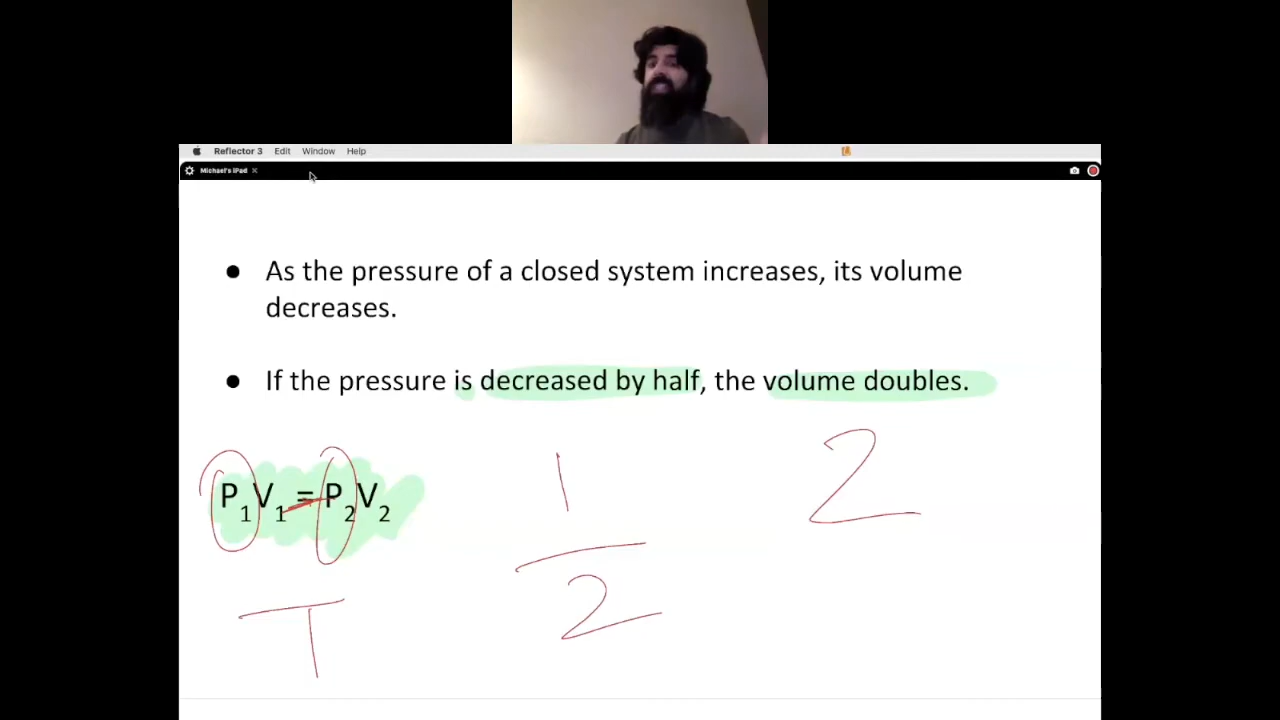 Reflector 3 Edit Window Help
Michael's iPad
● As the pressure of a closed system increases, its volume
decreases.
● If the pressure is decreased by half, the volume doubles.
P₁V₁ = P₂V₂
1
2
2
T